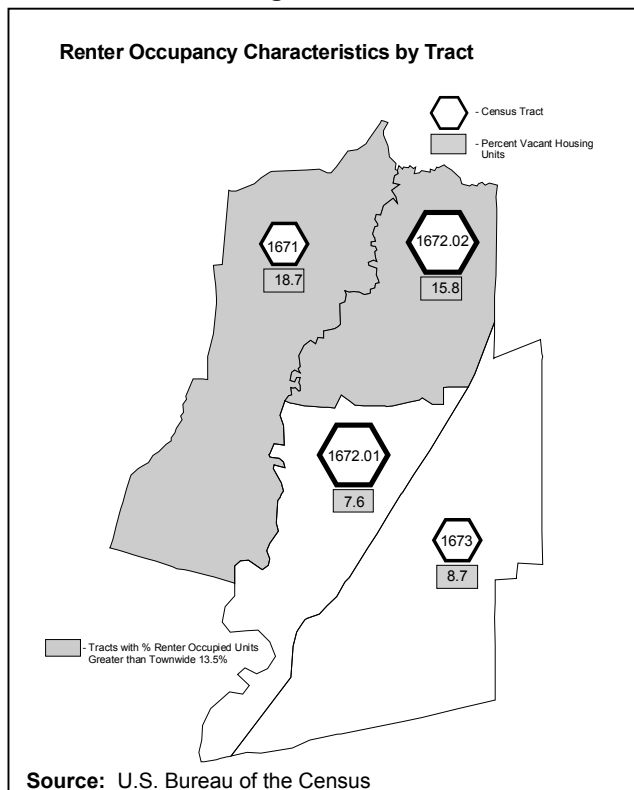 Renter Occupancy Characteristics by Tract
- Census Tract
- Percent Vacant Housing
Units
1671
18.7
1672.02
15.8
1672.01
7.6
1673
8.7
- Tracts with % Renter Occupied Units
Greater than Townwide 13.5%
Source: U.S. Bureau of the Census